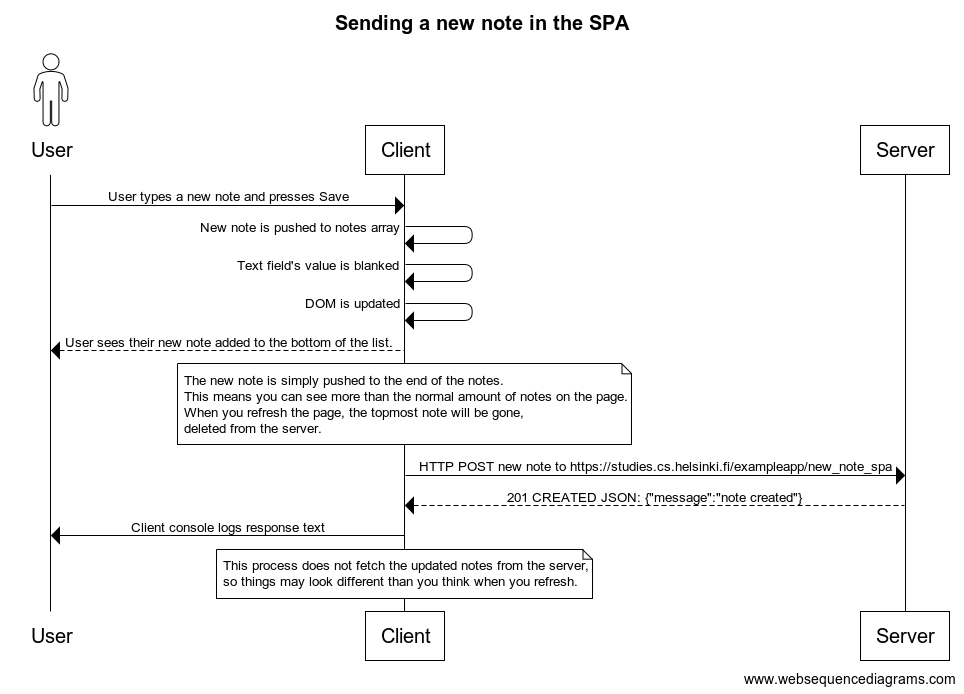 Sending a new note in the SPA
User
Client
Server
User types a new note and presses Save
New note is pushed to notes array
Text field's value is blanked
DOM is updated
User sees their new note added to the bottom of the list.
The new note is simply pushed to the end of the notes.
This means you can see more than the normal amount of notes on the page.
When you refresh the page, the topmost note will be gone,
deleted from the server.
HTTP POST new note to https://studies.cs.helsinki.fi/exampleapp/new_note_spa
201 CREATED JSON: {"message":"note created"}
Client console logs response text
This process does not fetch the updated notes from the server,
so things may look different than you think when you refresh.
User
Client
Server
www.websequencediagrams.com